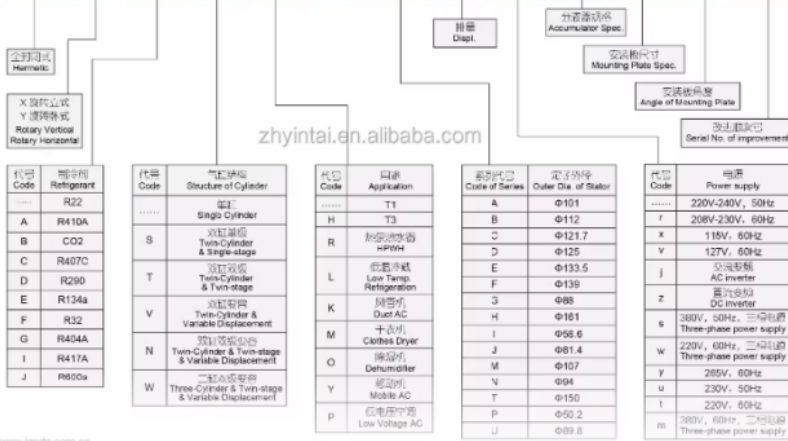 排量
Displ.
分液器规格
Accumulator Spec.
安装板尺寸
Mounting Plate Spec.
安装板角度
Angle of Mounting Plate
改进顺次号
Serial No. of improvement
全封闭式
Hermetic
X 旋转立式
Y 旋转卧式
Rotary Vertical
Rotary Horizontal
zhyintai.en.alibaba.com
代号 制冷剂
Code Refrigerant
...... R22
A R410A
B CO2
C R407C
D R290
E R134a
F R32
G R404A
I R417A
J R600a
代号 气缸结构
Code Structure of Cylinder
...... 单缸
Single Cylinder
S 双缸单级
Twin-Cylinder
& Single-stage
T 双缸双级
Twin-Cylinder
& Twin-stage
V 双缸变容
Twin-Cylinder &
Variable Displacement
N 双缸双级变容
Twin-Cylinder & Twin-stage
& Variable Displacement
W 三缸双级变容
Three-Cylinder & Twin-stage
& Variable Displacement
代号 用途
Code Application
...... T1
H T3
R 热泵热水器
HPWH
L 低温冷藏
Low Temp.
Refrigeration
K 风管机
Duct AC
M 干衣机
Clothes Dryer
O 除湿机
Dehumidifier
Y 移动机
Mobile AC
P 低电压空调
Low Voltage AC
系列代号 定子外径
Code of Series Outer Dia. of Stator
A Φ101
B Φ112
C Φ121.7
D Φ125
E Φ133.5
F Φ139
G Φ88
H Φ161
I Φ58.6
J Φ81.4
M Φ107
N Φ94
T Φ150
P Φ50.2
U Φ89.8
代号 电源
Code Power supply
...... 220V-240V, 50Hz
r 208V-230V, 60Hz
x 115V, 60Hz
v 127V, 60Hz
j 交流变频
AC inverter
z 直流变频
DC inverter
s 380V, 50Hz, 三相电源
Three-phase power supply
w 220V, 60Hz, 三相电源
Three-phase power supply
y 265V, 60Hz
u 230V, 50Hz
t 220V, 60Hz
m 380V, 60Hz, 三相电源
Three-phase power supply